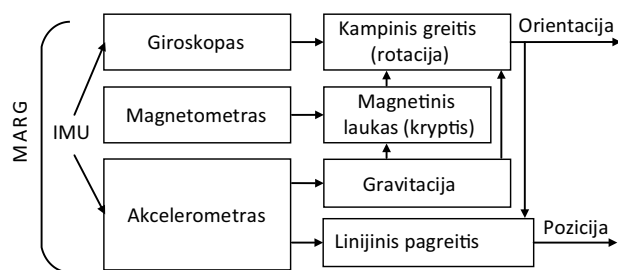 MARG
IMU
Giroskopas
Kampinis greitis
(rotacija)
Orientacija
Magnetometras
Magnetinis
laukas (kryptis)
Akcelerometras
Gravitacija
Linijinis pagreitis
Pozicija